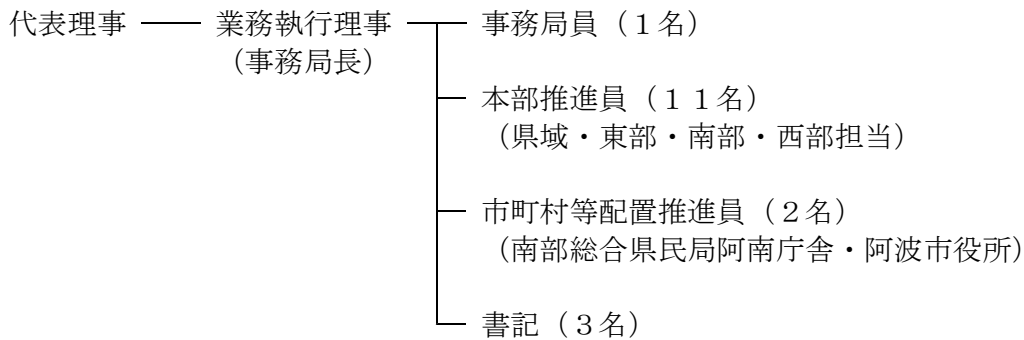 代表理事 業務執行理事 事務局員（１名）
（事務局長）
本部推進員（１１名）
（県域・東部・南部・西部担当）
市町村等配置推進員（２名）
（南部総合県民局阿南庁舎・阿波市役所）
書記（３名）